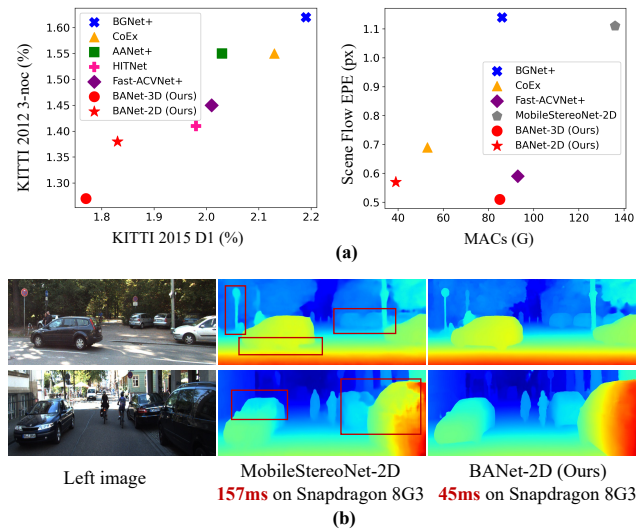 1.60
1.55
1.50
1.45
1.40
1.35
1.30
KITTI 2012 3-noc (%)
1.8
1.9
2.0
2.1
2.2
KITTI 2015 D1 (%)
BGNet+
CoEx
AANet+
HITNet
Fast-ACVNet+
BANet-3D (Ours)
BANet-2D (Ours)
1.1
1.0
0.9
0.8
0.7
0.6
0.5
Scene Flow EPE (px)
40
60
80
100
120
140
MACs (G)
BGNet+
CoEx
Fast-ACVNet+
MobileStereoNet-2D
BANet-3D (Ours)
BANet-2D (Ours)
(a)
Left image
MobileStereoNet-2D
157ms on Snapdragon 8G3
BANet-2D (Ours)
45ms on Snapdragon 8G3
(b)